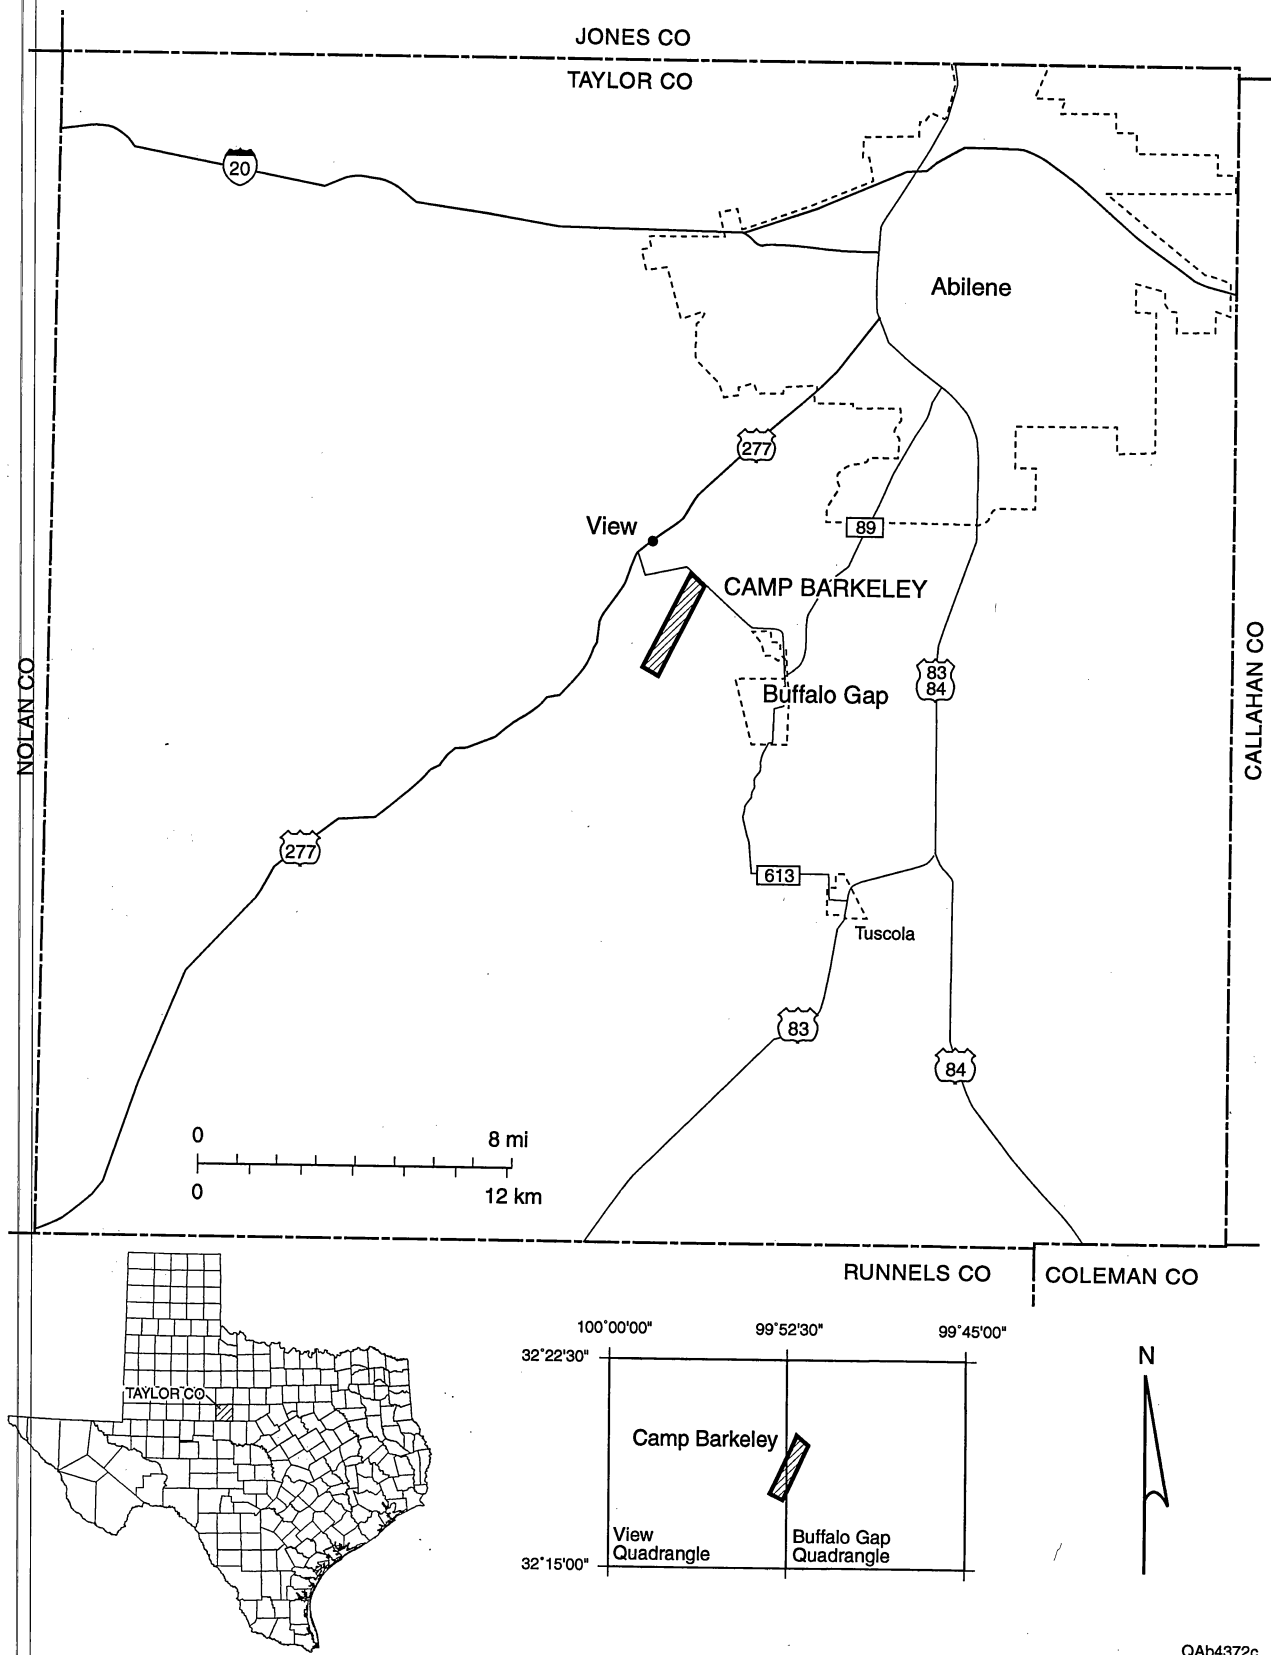 JONES CO
TAYLOR CO
20
Abilene
277
View
89
CAMP BARKELEY
NOLAN CO
83
84
CALLAHAN CO
Buffalo Gap
277
613
Tuscola
83
84
0 8 mi
0 12 km
RUNNELS CO
COLEMAN CO
100°00'00" 99°52'30" 99°45'00"
32°22'30"
N
TAYLOR CO
Camp Barkeley
View
Quadrangle
Buffalo Gap
Quadrangle
32°15'00"
QAb4372c